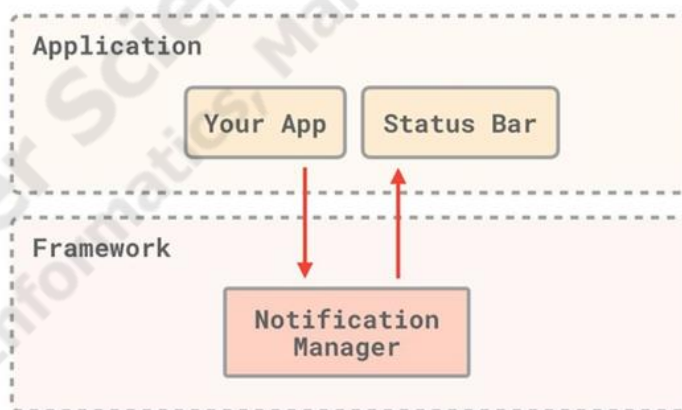 Application
Your App
Status Bar
Framework
Notification
Manager